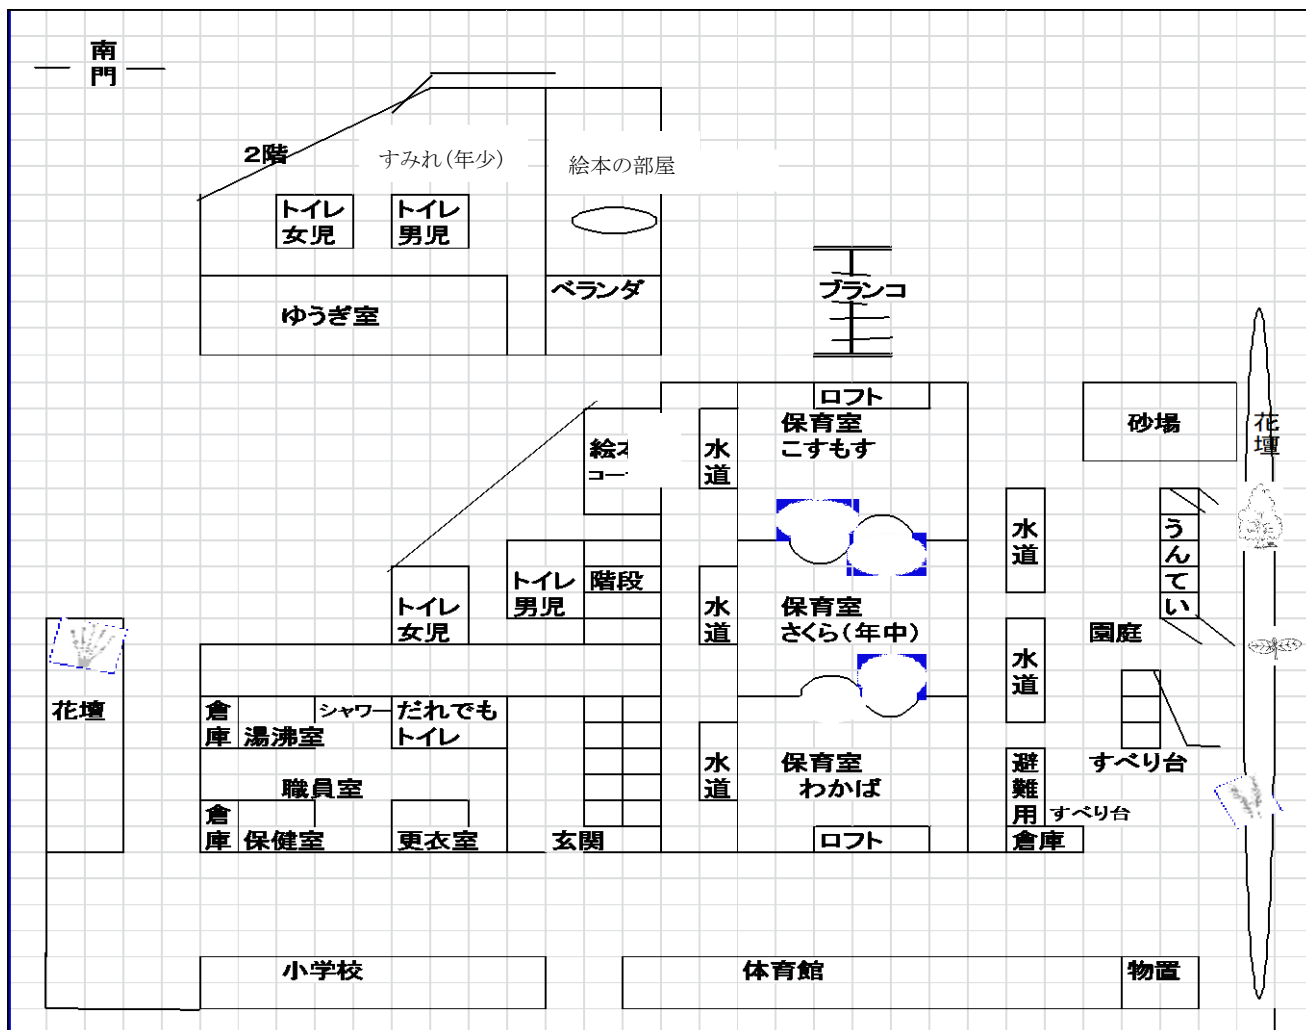 南
門
2階
すみれ（年少）
絵本の部屋
トイレ
女児
トイレ
男児
ベランダ
ゆうぎ室
ブランコ
ロフト
保育室
こすもす
水
道
砂場
花
壇
水
道
う
ん
て
い
トイレ
男児
階段
トイレ
女児
水
道
保育室
さくら（年中）
水
道
園庭
花壇
倉
庫
湯沸室
シャワー
だれでも
トイレ
職員室
倉
庫
保健室
更衣室
玄関
水
道
保育室
わかば
ロフト
避
難
用
すべり台
すべり台
倉庫
小学校
体育館
物置